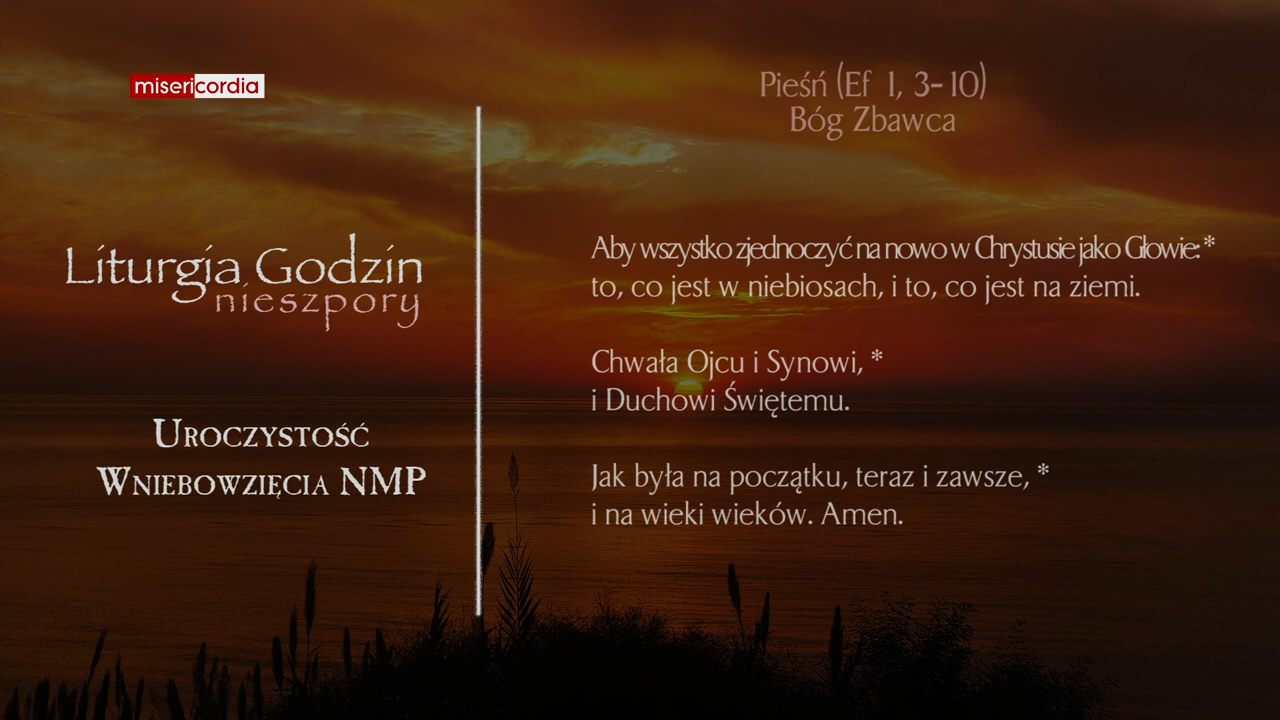 misericordia
Liturgia Godzin
nieszpory
Uroczystość
Wniebowzięcia NMP
Pieśń (Ef 1, 3-10)
Bóg Zbawca
Aby wszystko zjednoczyć na nowo w Chrystusie jako Głowie: *
to, co jest w niebiosach, i to, co jest na ziemi.
Chwała Ojcu i Synowi, *
i Duchowi Świętemu.
Jak była na początku, teraz i zawsze, *
i na wieki wieków. Amen.